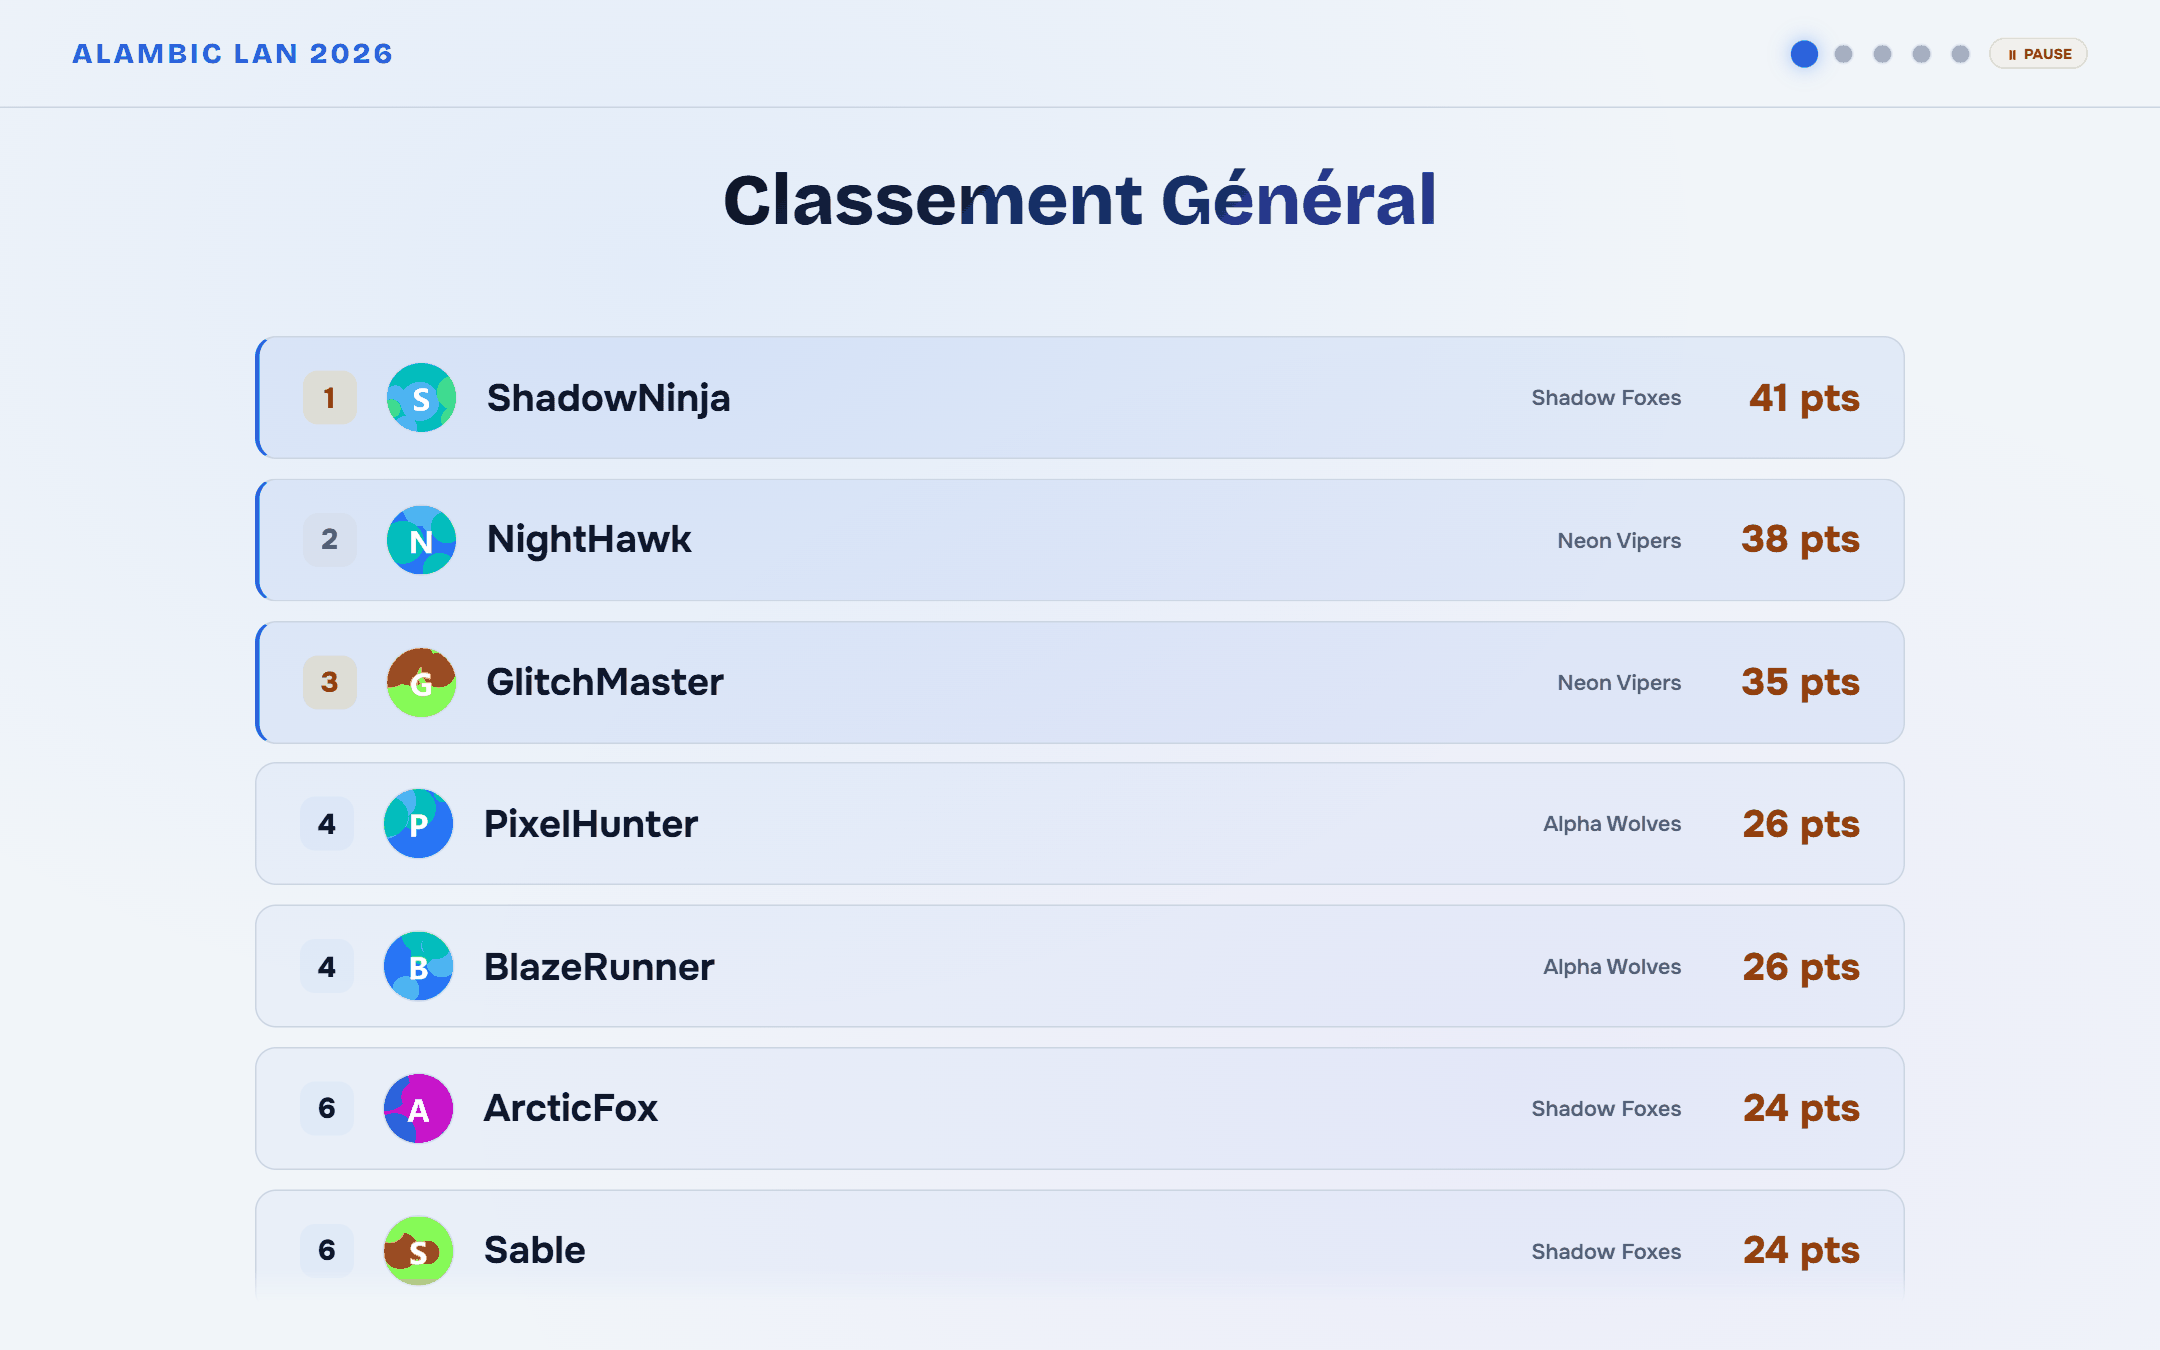 ALAMBIC LAN 2026
PAUSE
Classement Général
1 S ShadowNinja Shadow Foxes 41 pts
2 N NightHawk Neon Vipers 38 pts
3 G GlitchMaster Neon Vipers 35 pts
4 P PixelHunter Alpha Wolves 26 pts
4 B BlazeRunner Alpha Wolves 26 pts
6 A ArcticFox Shadow Foxes 24 pts
6 S Sable Shadow Foxes 24 pts